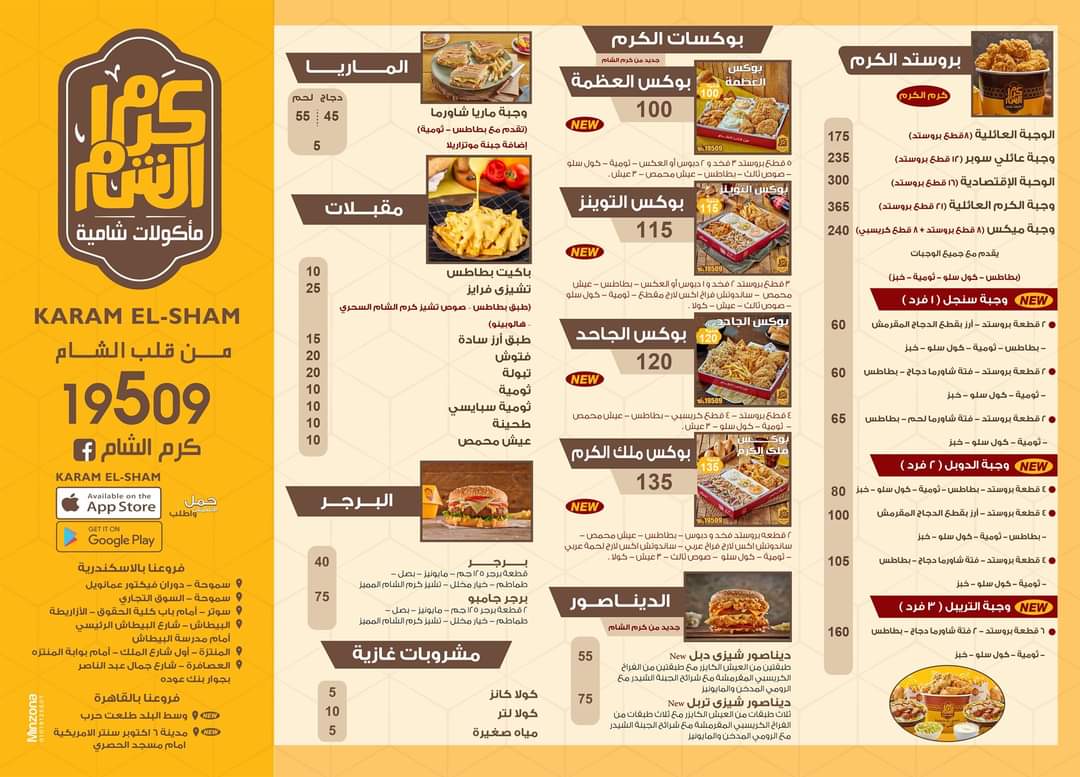 كرم الشام
مأكولات شامية
KARAM EL-SHAM
من قلب الشام
19509
كرم الشام
KARAM EL-SHAM
Available on the
App Store
GET IT ON
Google Play
حمل
واطلب
فروعنا بالاسكندرية
سموحة - دوران فيكتور عمانويل
سموحة - السوق التجاري
سوتر - أمام باب كلية الحقوق - الأزاريطة
البيطاش - شارع البيطاش الرئيسي
أمام مدرسة البيطاش
المنتزة - أول شارع الملك - أمام بوابة المنتزه
العصافرة - شارع جمال عبد الناصر
بجوار بنك عوده
فروعنا بالقاهرة
وسط البلد طلعت حرب NEW
مدينة ٦ اكتوبر سنتر الامريكية NEW
امام مسجد الحصري
Minzona
بروستد الكرم
كرم الكرم
الوجبة العائلية (٨ قطع بروستد) 175
وجبة عائلي سوبر (١٢ قطع بروستد) 235
الوجبة الإقتصادية (١٦ قطع بروستد) 300
وجبة الكرم العائلية (٢١ قطع بروستد) 365
وجبة ميكس (٨ قطع بروستد + ٨ قطع كريسبي) 240
يقدم مع جميع الوجبات
(بطاطس - كول سلو - ثومية - خبز)
وجبة سنجل (١ فرد) NEW
٢ قطعة بروستد - أرز بقطع الدجاج المقرمش 60
- بطاطس - ثومية - كول سلو - خبز
٢ قطعة بروستد - فتة شاورما دجاج - بطاطس 60
- ثومية - كول سلو - خبز
٢ قطعة بروستد - فتة شاورما لحم - بطاطس 65
- ثومية - كول سلو - خبز
وجبة الدوبل (٢ فرد) NEW
٤ قطعة بروستد - بطاطس - ثومية - كول سلو - خبز 80
٤ قطعة بروستد - أرز بقطع الدجاج المقرمش 100
- بطاطس - ثومية - كول سلو - خبز
٤ قطعة بروستد - فتة شاورما دجاج - بطاطس 105
- ثومية - كول سلو - خبز
وجبة التريبل (٣ فرد) NEW
٦ قطعة بروستد - ٢ فتة شاورما دجاج - بطاطس 160
- ثومية - كول سلو - خبز
بوكسات الكرم
جديد من كرم الشام
بوكس العظمة
100
NEW
بوكس العظمة
100
19509
٥ قطع بروستد ٣ فخد و ٢ دبوس أو العكس - ثومية - كول سلو
- صوص ثالث - بطاطس - عيش محمص - ٣ عيش .
بوكس التوينز
115
NEW
بوكس التوينز
115
19509
٣ قطع بروستد ٢ فخد و ١ دبوس أو العكس - بطاطس - عيش
محمص - ساندوتش فراخ اكس لارج مقطع - ثومية - كول سلو
- صوص ثالث - عيش - كولا .
بوكس الجاحد
120
NEW
بوكس الجاحد
120
19509
٤ قطع بروستد - ٤ قطع كريسبي - بطاطس - عيش محمص
- ثومية - كول سلو - ٣ عيش .
بوكس ملك الكرم
135
NEW
بوكس
ملك الكرم
135
19509
٢ قطعة بروستد فخد و دبوس - بطاطس - عيش محمص -
ساندوتش اكس لارج فراخ عربي - ساندوتش اكس لارج لحمة عربي
- ثومية - كول سلو - صوص ثالث - ٣ عيش - كولا .
الديناصور
جديد من كرم الشام
ديناصور شيزى دبل New 55
طبقتين من العيش الكايزر مع طبقتين من الفراخ
الكريسبي المقرمشة مع شرائح الجبنة الشيدر مع
الرومي المدخن والمايونيز
ديناصور شيزى تربل New 75
ثلاث طبقات من العيش الكايزر مع ثلاث طبقات من
الفراخ الكريسبي المقرمشة مع شرائح الجبنة الشيدر
مع الرومي المدخن والمايونيز
الماريا
دجاج لحم
وجبة ماريا شاورما 45 55
(تقدم مع بطاطس - ثومية)
إضافة جبنة موتزاريلا 5
مقبلات
باكيت بطاطس 10
تشيزى فرايز 25
(طبق بطاطس - صوص تشيز كرم الشام السحري
- هالوبينو)
طبق أرز سادة 15
فتوش 20
تبولة 20
ثومية 10
ثومية سبايسي 10
طحينة 10
عيش محمص 10
البرجر
برجر 40
قطعة برجر ١٢٥ جم - مايونيز - بصل -
طماطم - خيار مخلل - تشيز كرم الشام المميز
برجر جامبو 75
٢ قطعة برجر ١٢٥ جم - مايونيز - بصل -
طماطم - خيار مخلل - تشيز كرم الشام المميز
مشروبات غازية
كولا كانز 5
كولا لتر 10
مياه صغيرة 5